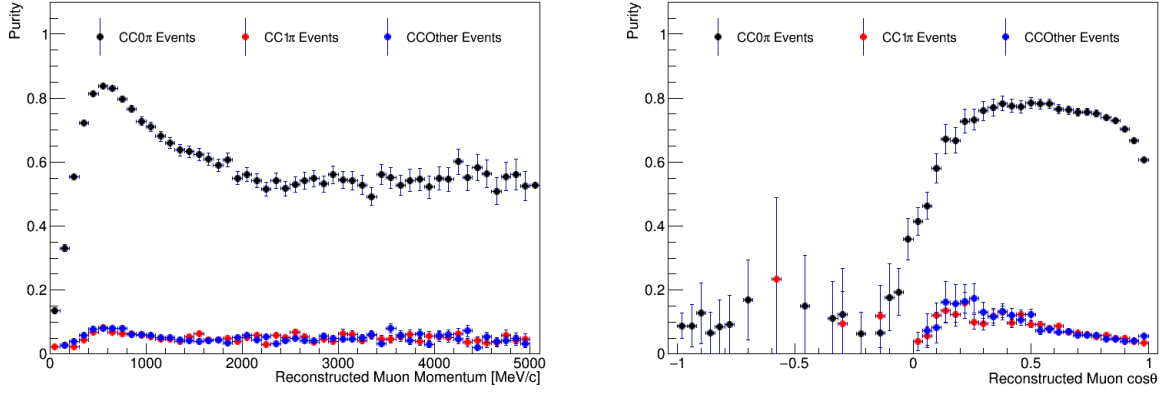 Purity
1
0.8
0.6
0.4
0.2
0
CC0π Events
CC1π Events
CCOther Events
0
1000
2000
3000
4000
5000
Reconstructed Muon Momentum [MeV/c]
Purity
1
0.8
0.6
0.4
0.2
0
CC0π Events
CC1π Events
CCOther Events
−1
−0.5
0
0.5
1
Reconstructed Muon cosθ